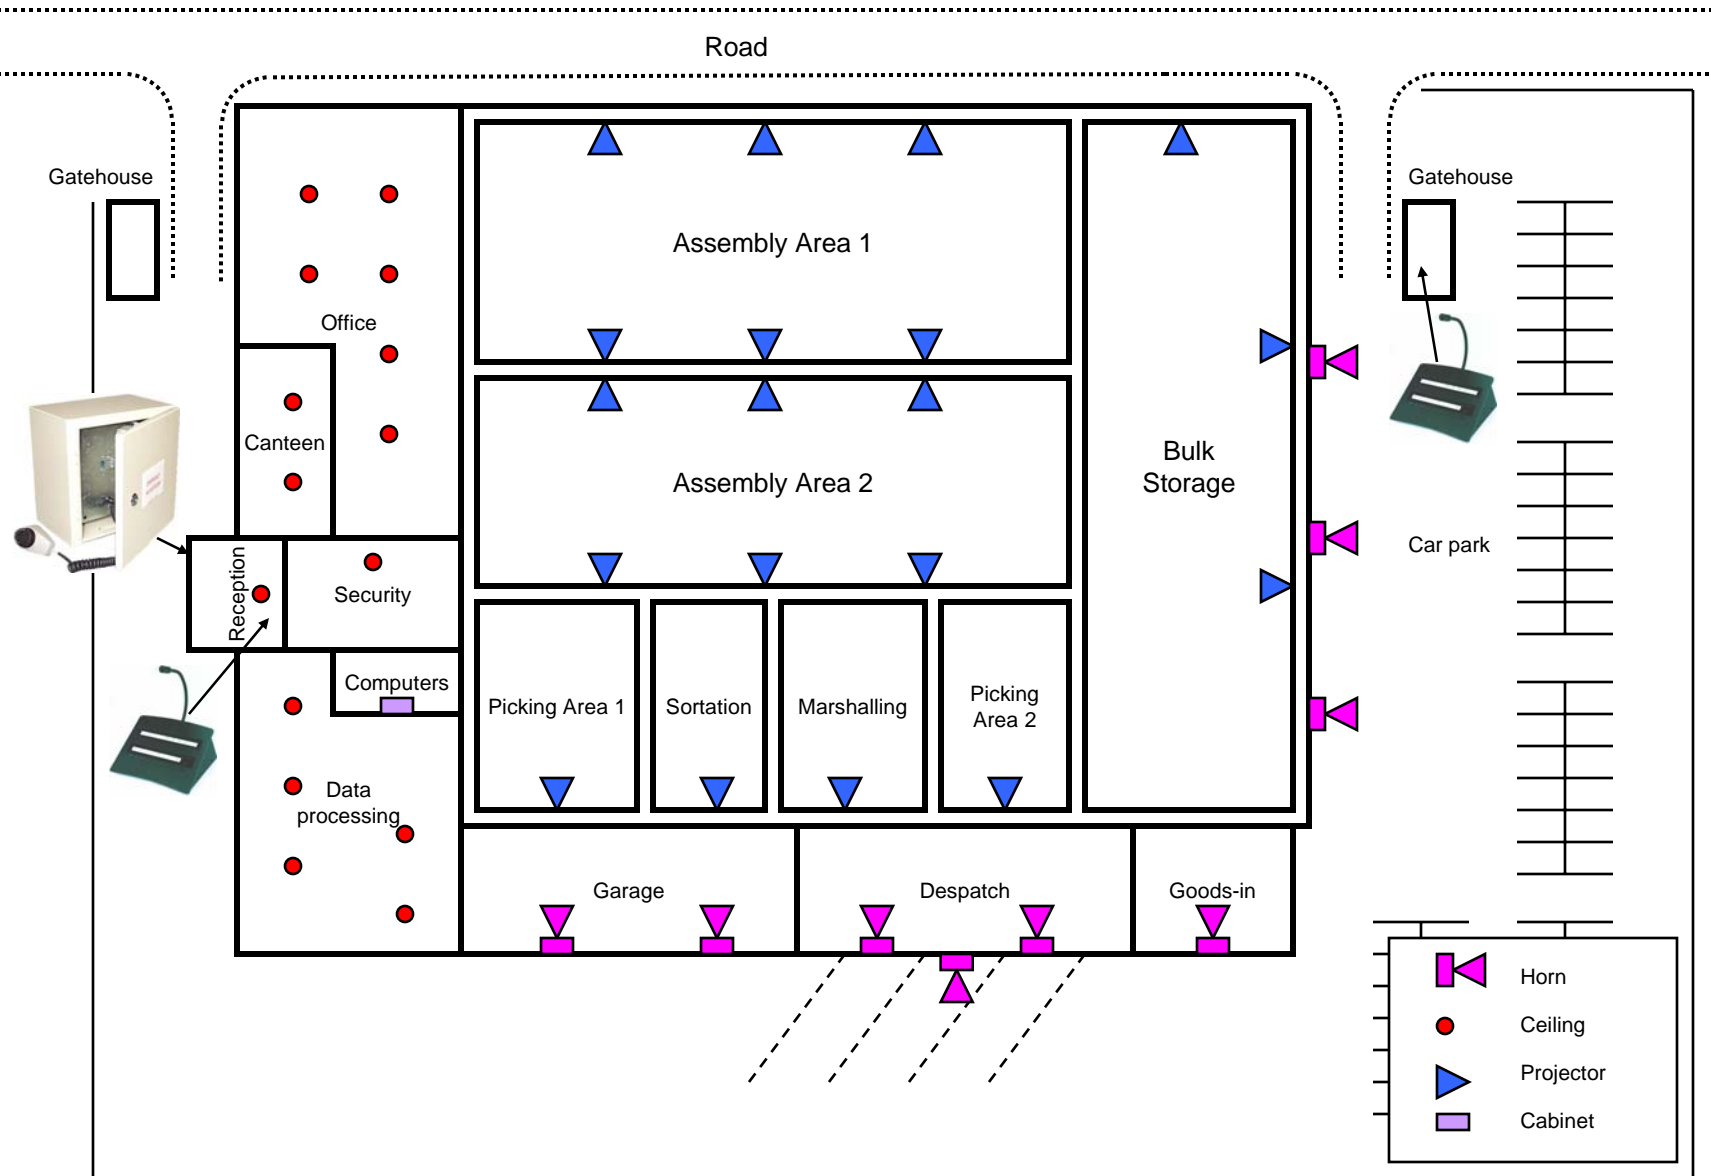 Road
Gatehouse
Gatehouse
Assembly Area 1
Office
Canteen
Bulk
Storage
Assembly Area 2
Car park
Reception
Security
Computers
Picking Area 1
Sortation
Marshalling
Picking
Area 2
Data
processing
Garage
Despatch
Goods-in
Horn
Ceiling
Projector
Cabinet